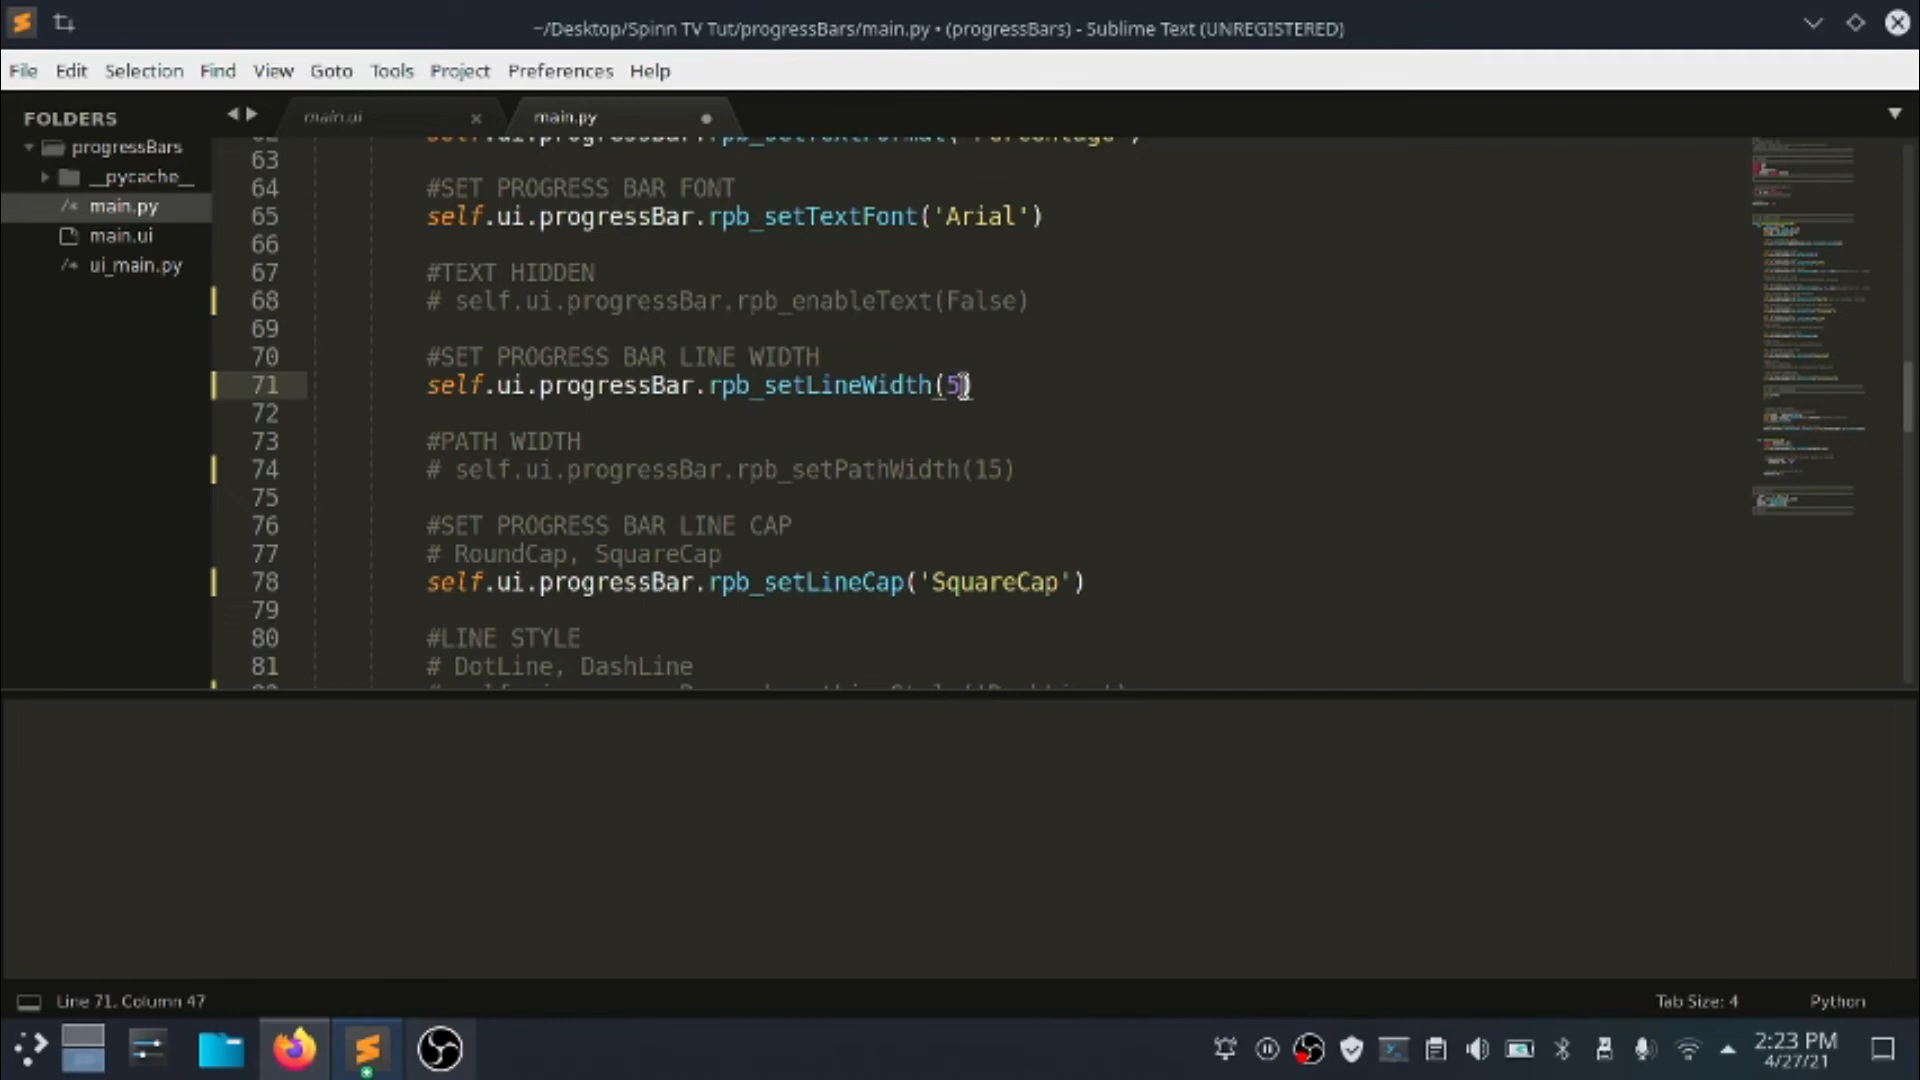 ~/Desktop/Spinn TV Tut/progressBars/main.py • (progressBars) - Sublime Text (UNREGISTERED)
File Edit Selection Find View Goto Tools Project Preferences Help
FOLDERS
progressBars
__pycache__
/* main.py
main.ui
/* ui_main.py
main.ui
main.py
63
64 #SET PROGRESS BAR FONT
65 self.ui.progressBar.rpb_setTextFont('Arial')
66
67 #TEXT HIDDEN
68 # self.ui.progressBar.rpb_enableText(False)
69
70 #SET PROGRESS BAR LINE WIDTH
71 self.ui.progressBar.rpb_setLineWidth(5)
72
73 #PATH WIDTH
74 # self.ui.progressBar.rpb_setPathWidth(15)
75
76 #SET PROGRESS BAR LINE CAP
77 # RoundCap, SquareCap
78 self.ui.progressBar.rpb_setLineCap('SquareCap')
79
80 #LINE STYLE
81 # DotLine, DashLine
Line 71, Column 47
Tab Size: 4
Python
2:23 PM
4/27/21